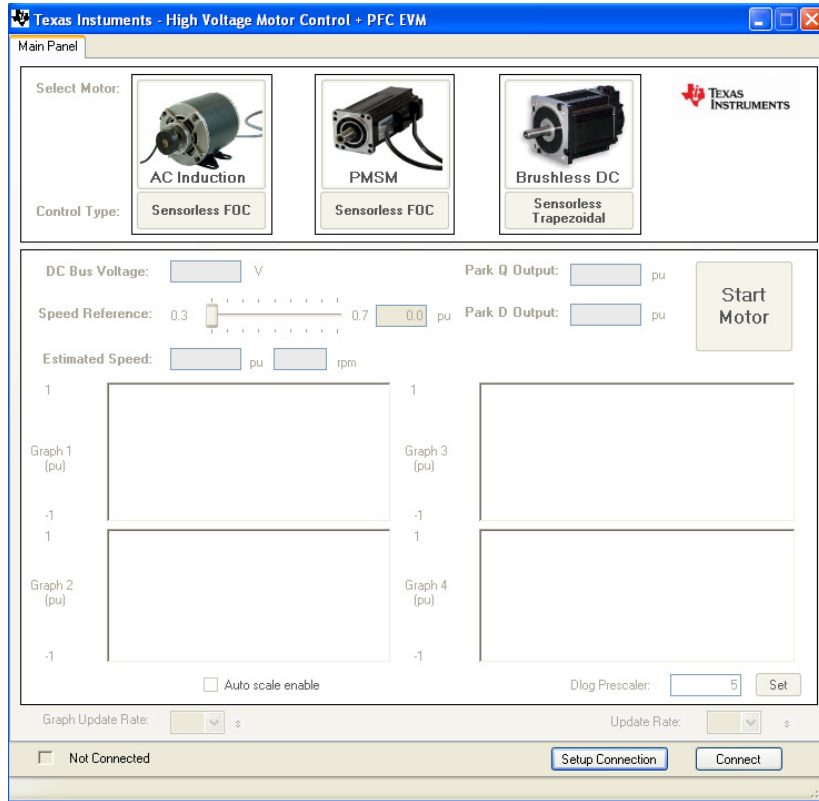 Texas Instuments - High Voltage Motor Control + PFC EVM
Main Panel
Select Motor:
AC Induction
PMSM
Brushless DC
TEXAS
INSTRUMENTS
Control Type:
Sensorless FOC
Sensorless FOC
Sensorless
Trapezoidal
DC Bus Voltage:
V
Park Q Output:
pu
Start
Motor
Speed Reference:
0.3
0.7
0.0
pu
Park D Output:
pu
Estimated Speed:
pu
rpm
1
Graph 1
(pu)
-1
1
Graph 3
(pu)
-1
1
Graph 2
(pu)
-1
1
Graph 4
(pu)
-1
Auto scale enable
Dlog Prescaler:
5
Set
Graph Update Rate:
s
Update Rate:
s
Not Connected
Setup Connection
Connect